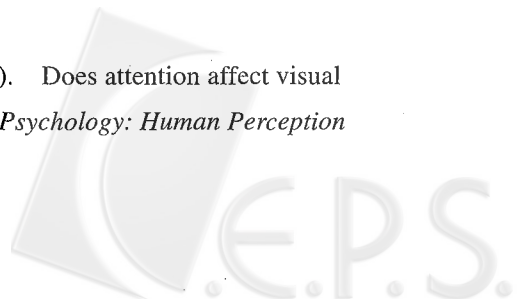 ). Does attention affect visual
Psychology: Human Perception
C.E.P.S.